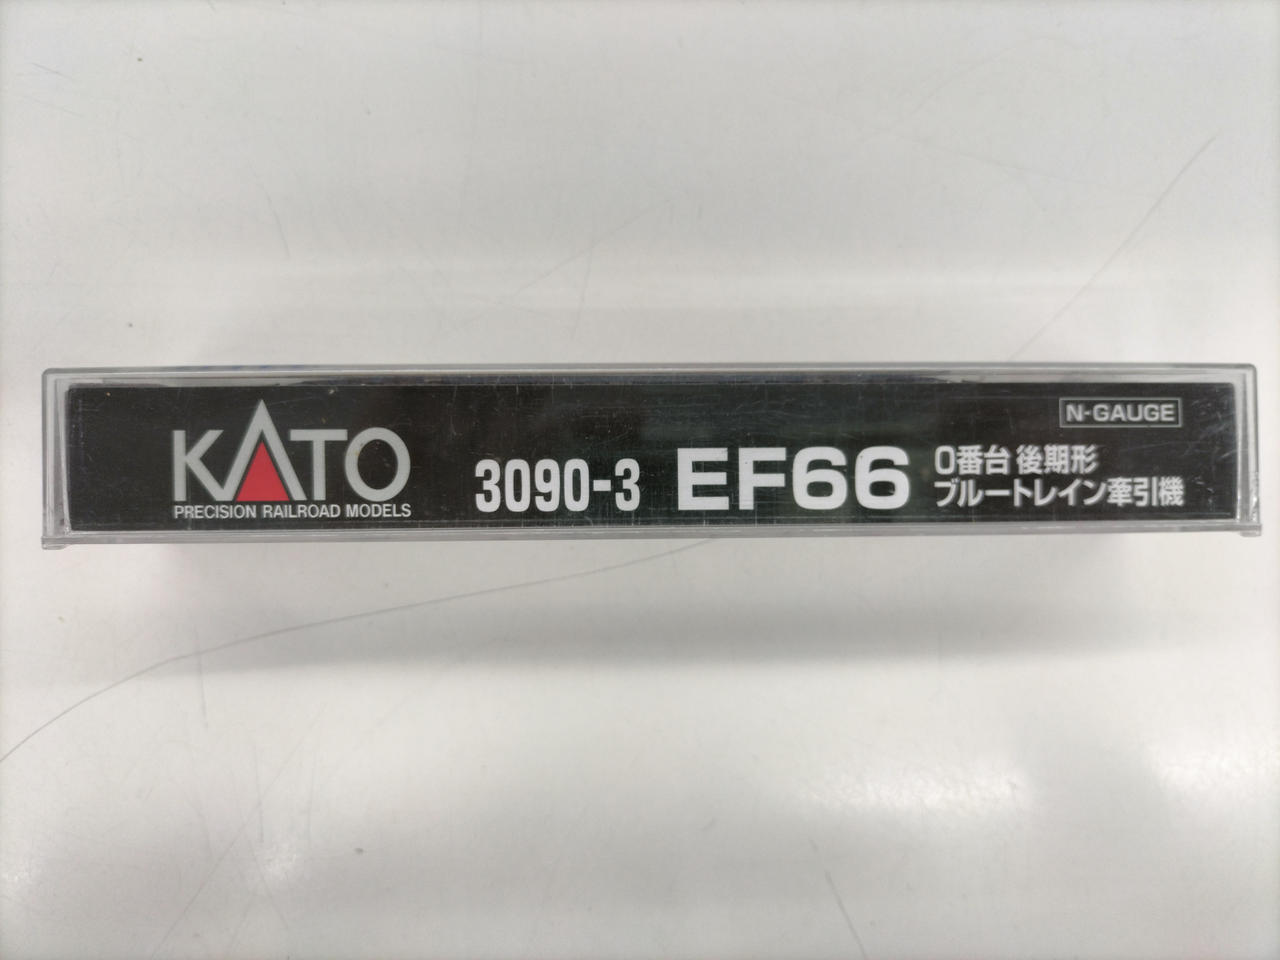 N-GAUGE
KATO
PRECISION RAILROAD MODELS
3090-3 EF66
0番台 後期形
ブルートレイン牽引機